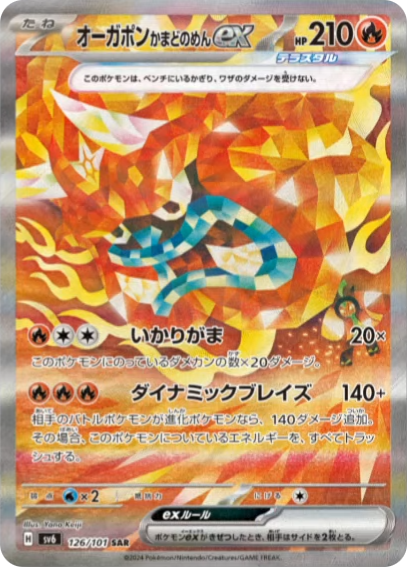 たね オーガポン かまどのめん ex HP 210
テラスタル
このポケモンは、ベンチにいるかぎり、ワザのダメージを受けない。
いかりがま 20×
このポケモンにのっているダメカンの数×20ダメージ。
ダイナミックブレイズ 140+
相手のバトルポケモンが進化ポケモンなら、140ダメージ追加。
その場合、このポケモンについているエネルギーを、すべてトラッ
シュする。
弱点 ×2 抵抗力 にげる
Illus. Yano Keiji
exルール
ポケモンexがきぜつしたとき、相手はサイドを2枚とる。
H sv6 126/101 SAR
©2024 Pokémon/Nintendo/Creatures/GAME FREAK.